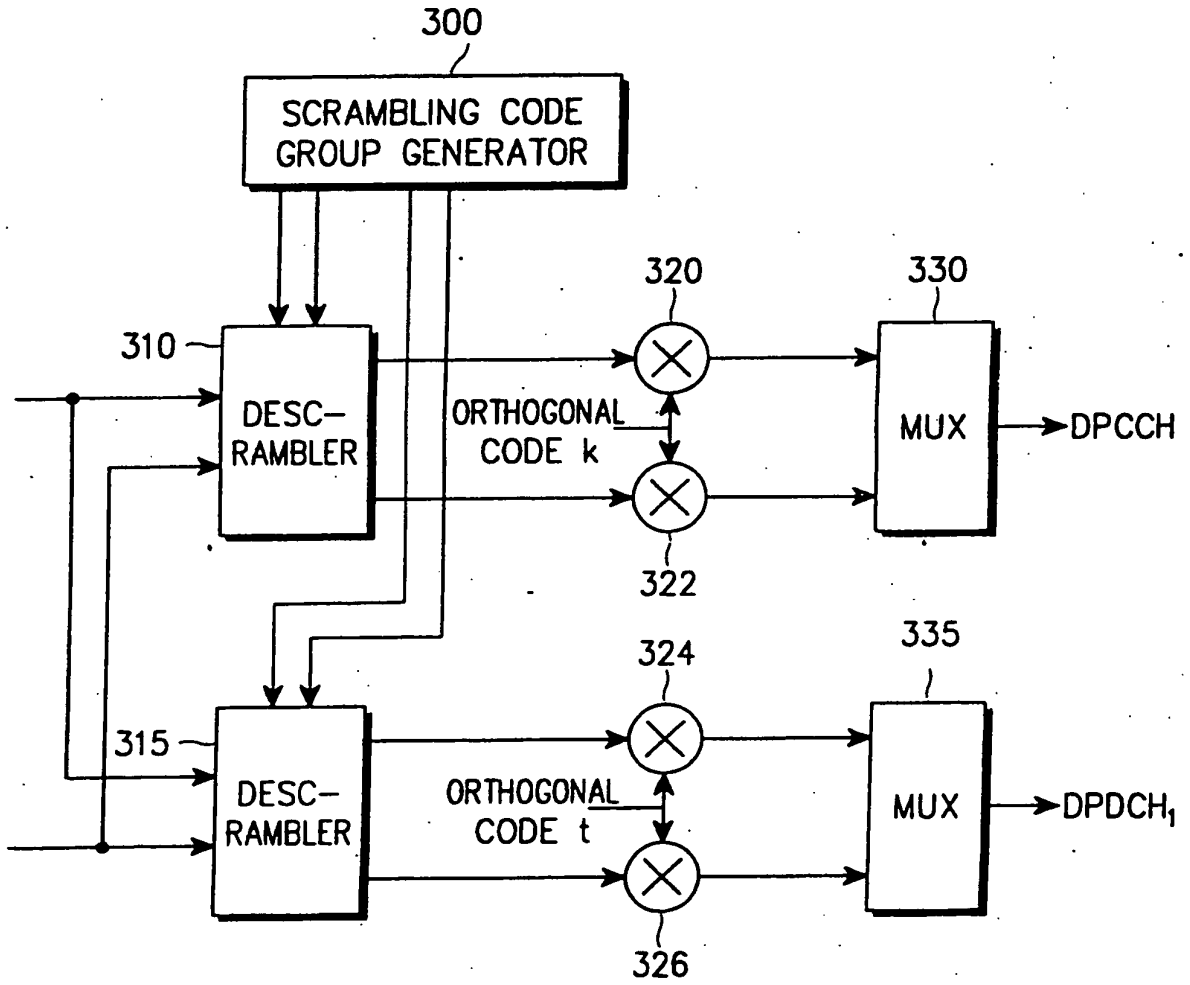 300
SCRAMBLING CODE
GROUP GENERATOR
320
330
310
DESC-
RAMBLER
ORTHOGONAL
CODE k
MUX
DPCCH
322
324
335
315
DESC-
RAMBLER
ORTHOGONAL
CODE t
MUX
DPDCH₁
326